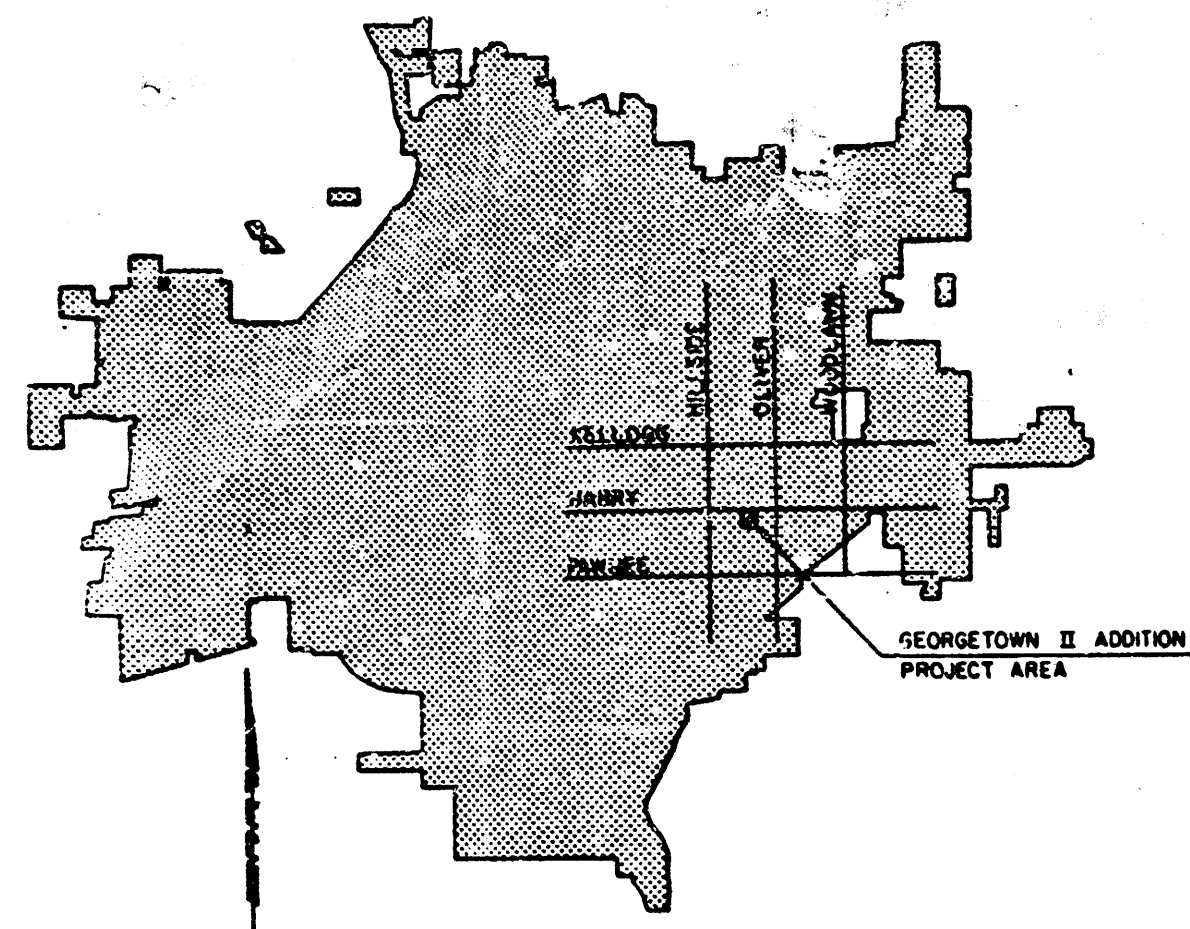 HILLSIDE
OLIVER
WOODLAWN
KELLOGG
HARRY
PAWNEE
GEORGETOWN II ADDITION
PROJECT AREA